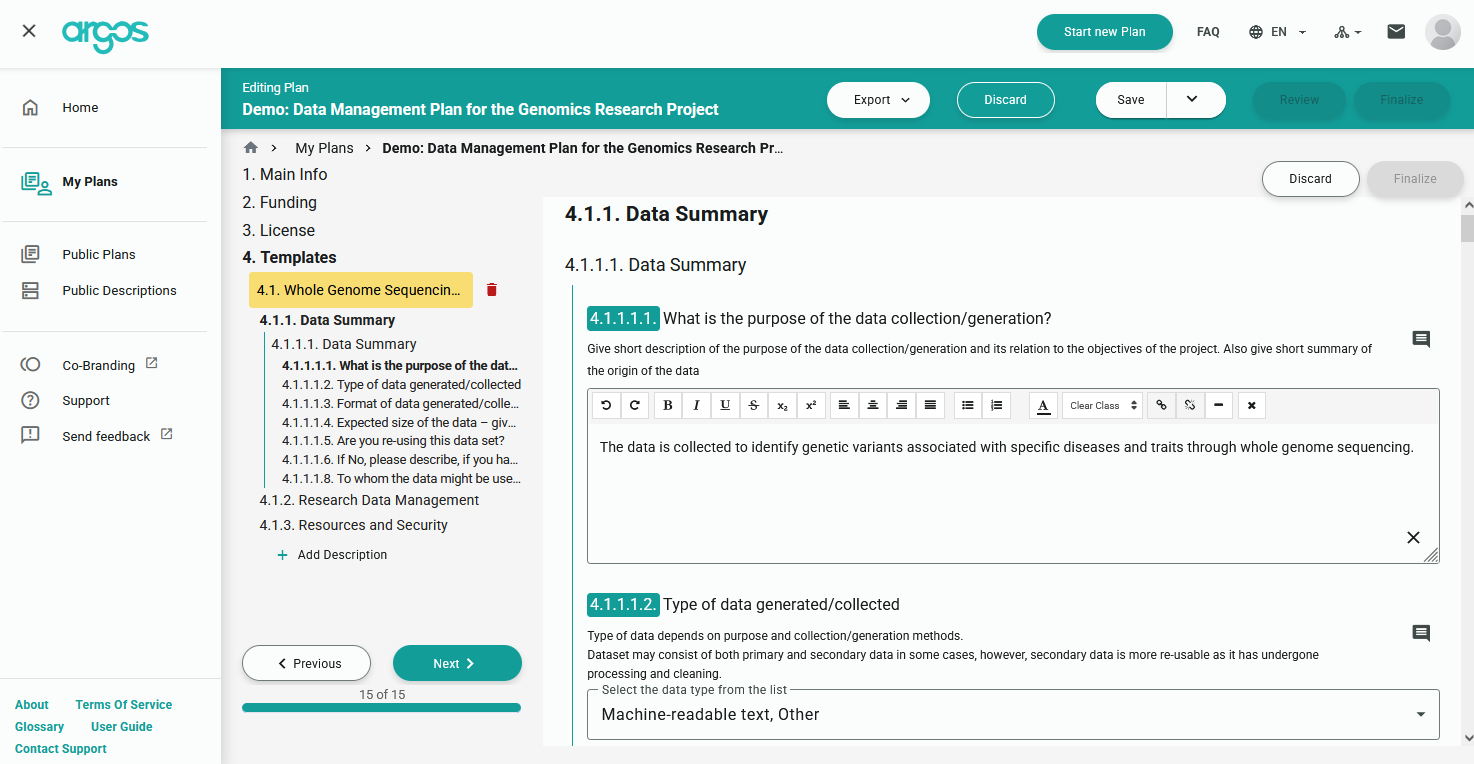 argos
Start new Plan
FAQ
EN
Home
My Plans
Public Plans
Public Descriptions
Co-Branding
Support
Send feedback
About
Terms Of Service
Glossary
User Guide
Contact Support
Editing Plan
Demo: Data Management Plan for the Genomics Research Project
Export
Discard
Save
Review
Finalize
My Plans
Demo: Data Management Plan for the Genomics Research Pr...
Discard
Finalize
1. Main Info
2. Funding
3. License
4. Templates
4.1. Whole Genome Sequencin...
4.1.1. Data Summary
4.1.1.1. Data Summary
4.1.1.1.1. What is the purpose of the dat...
4.1.1.1.2. Type of data generated/collected
4.1.1.1.3. Format of data generated/colle...
4.1.1.1.4. Expected size of the data – giv...
4.1.1.1.5. Are you re-using this data set?
4.1.1.1.6. If No, please describe, if you ha...
4.1.1.1.8. To whom the data might be use...
4.1.2. Research Data Management
4.1.3. Resources and Security
Add Description
Previous
Next
15 of 15
4.1.1. Data Summary
4.1.1.1. Data Summary
4.1.1.1.1. What is the purpose of the data collection/generation?
Give short description of the purpose of the data collection/generation and its relation to the objectives of the project. Also give short summary of
the origin of the data
B I U S x₂ x² A Clear Class
The data is collected to identify genetic variants associated with specific diseases and traits through whole genome sequencing.
4.1.1.1.2. Type of data generated/collected
Type of data depends on purpose and collection/generation methods.
Dataset may consist of both primary and secondary data in some cases, however, secondary data is more re-usable as it has undergone
processing and cleaning.
Select the data type from the list
Machine-readable text, Other